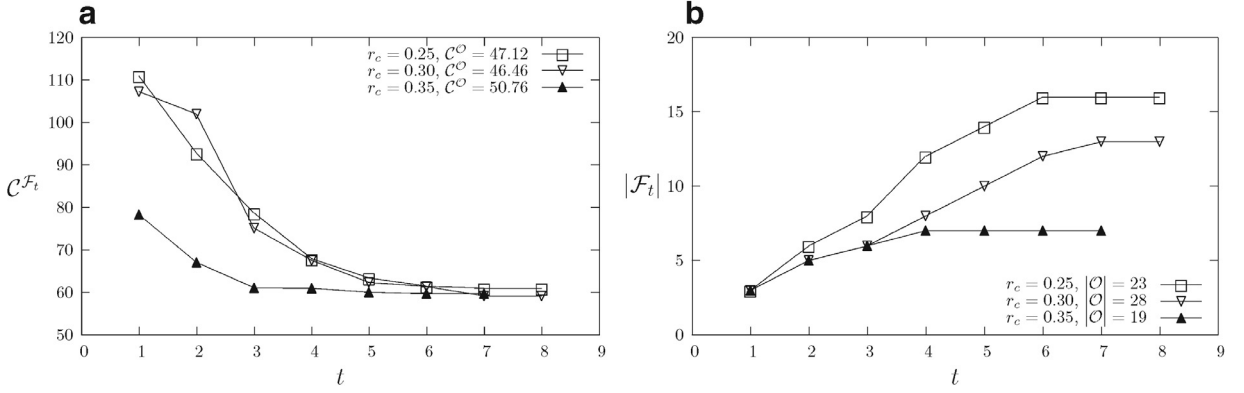 a
120
110
100
90
80
70
60
50
0 1 2 3 4 5 6 7 8 9
𝒞^{ℱ_t}
t
r_c = 0.25, 𝒞^𝒪 = 47.12
r_c = 0.30, 𝒞^𝒪 = 46.46
r_c = 0.35, 𝒞^𝒪 = 50.76
b
20
15
10
5
0
0 1 2 3 4 5 6 7 8 9
|ℱ_t|
t
r_c = 0.25, |𝒪| = 23
r_c = 0.30, |𝒪| = 28
r_c = 0.35, |𝒪| = 19